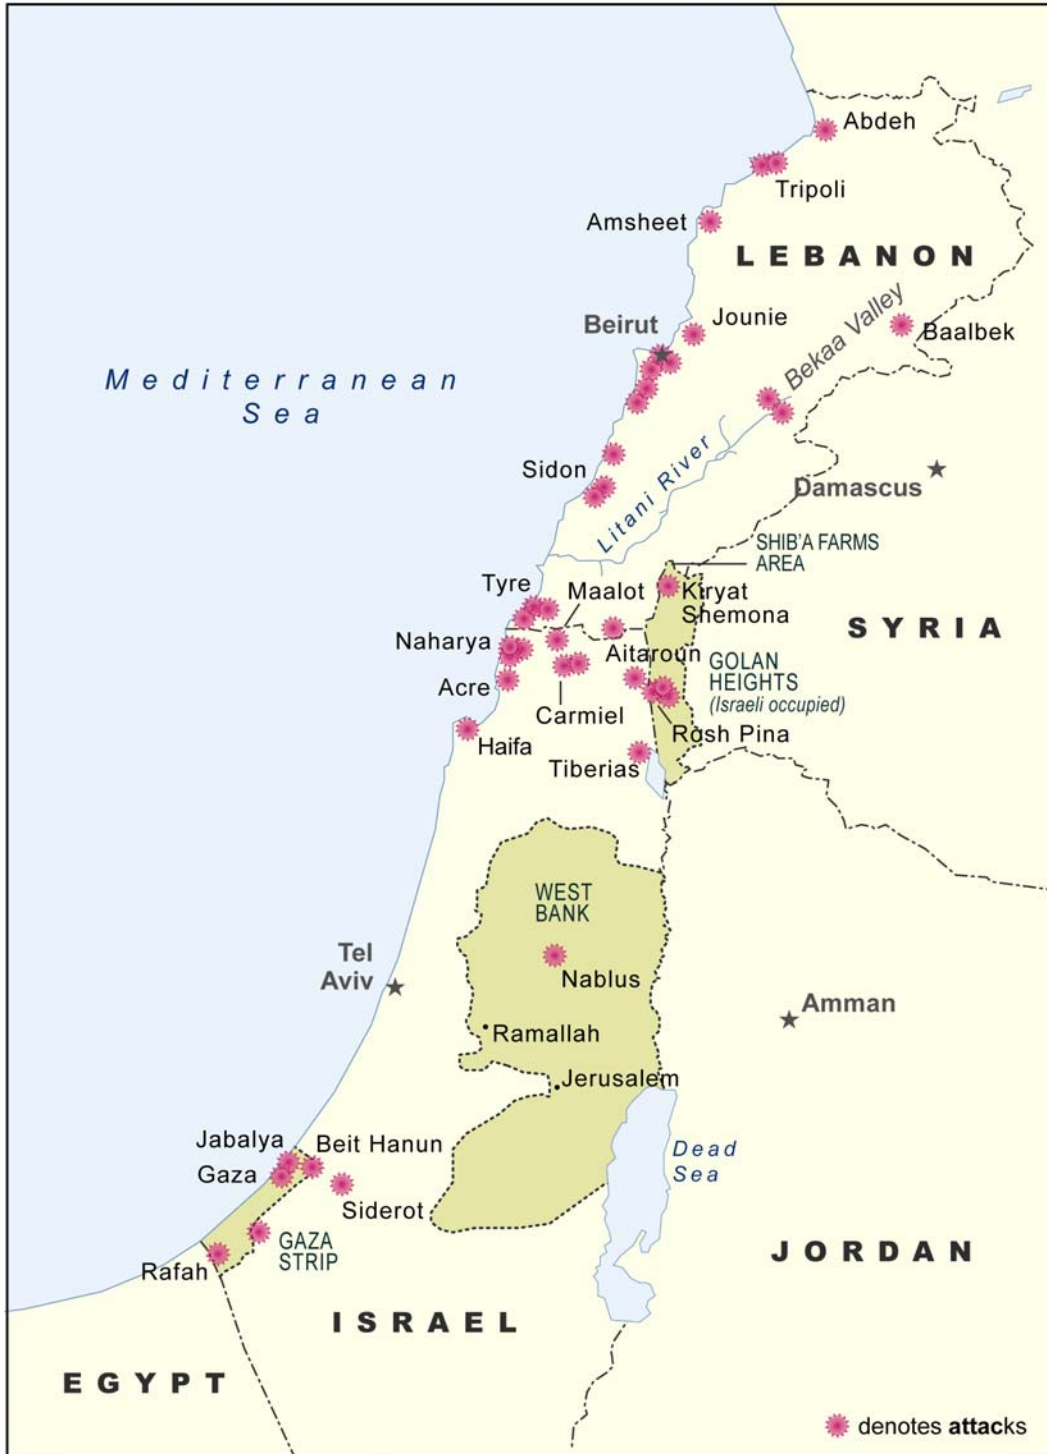 Abdeh
Tripoli
Amsheet
LEBANON
Jounie
Beirut
Bekaa Valley
Baalbek
Mediterranean
Sea
Sidon
Litani River
Damascus
SHIB'A FARMS
AREA
Tyre
Maalot
Kiryat
Shemona
SYRIA
Naharya
Aitaroun
GOLAN
HEIGHTS
(Israeli occupied)
Acre
Carmiel
Rosh Pina
Haifa
Tiberias
WEST
BANK
Tel
Aviv
Nablus
Amman
Ramallah
Jerusalem
Jabalya
Beit Hanun
Dead
Sea
Gaza
Siderot
GAZA
STRIP
Rafah
JORDAN
ISRAEL
EGYPT
denotes attacks